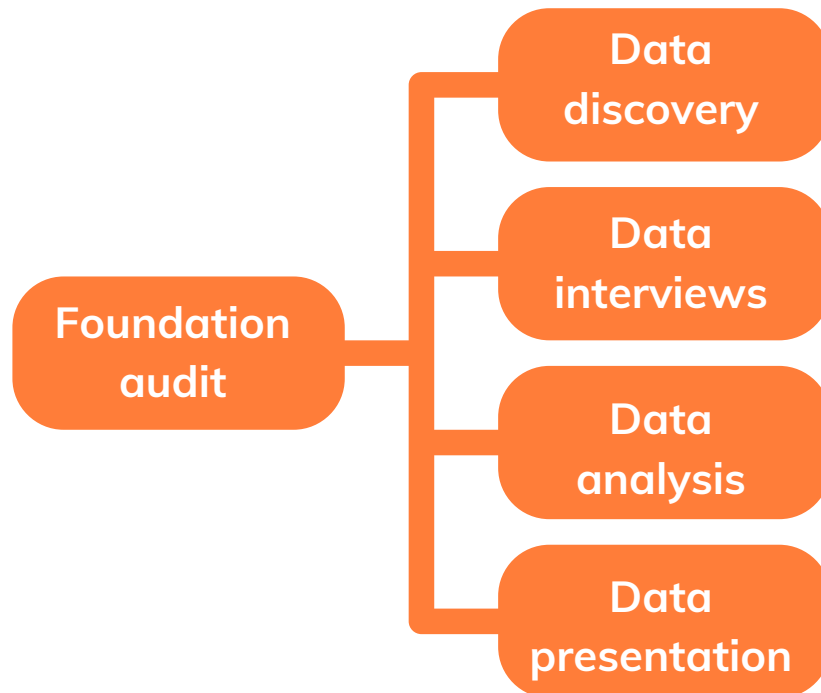 Foundation
audit
Data
discovery
Data
interviews
Data
analysis
Data
presentation